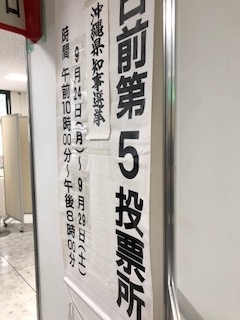 日前第5投票所
沖縄県知事選挙
9月24日(月)~9月29日(土)
時間 午前10時00分~午後8時00分